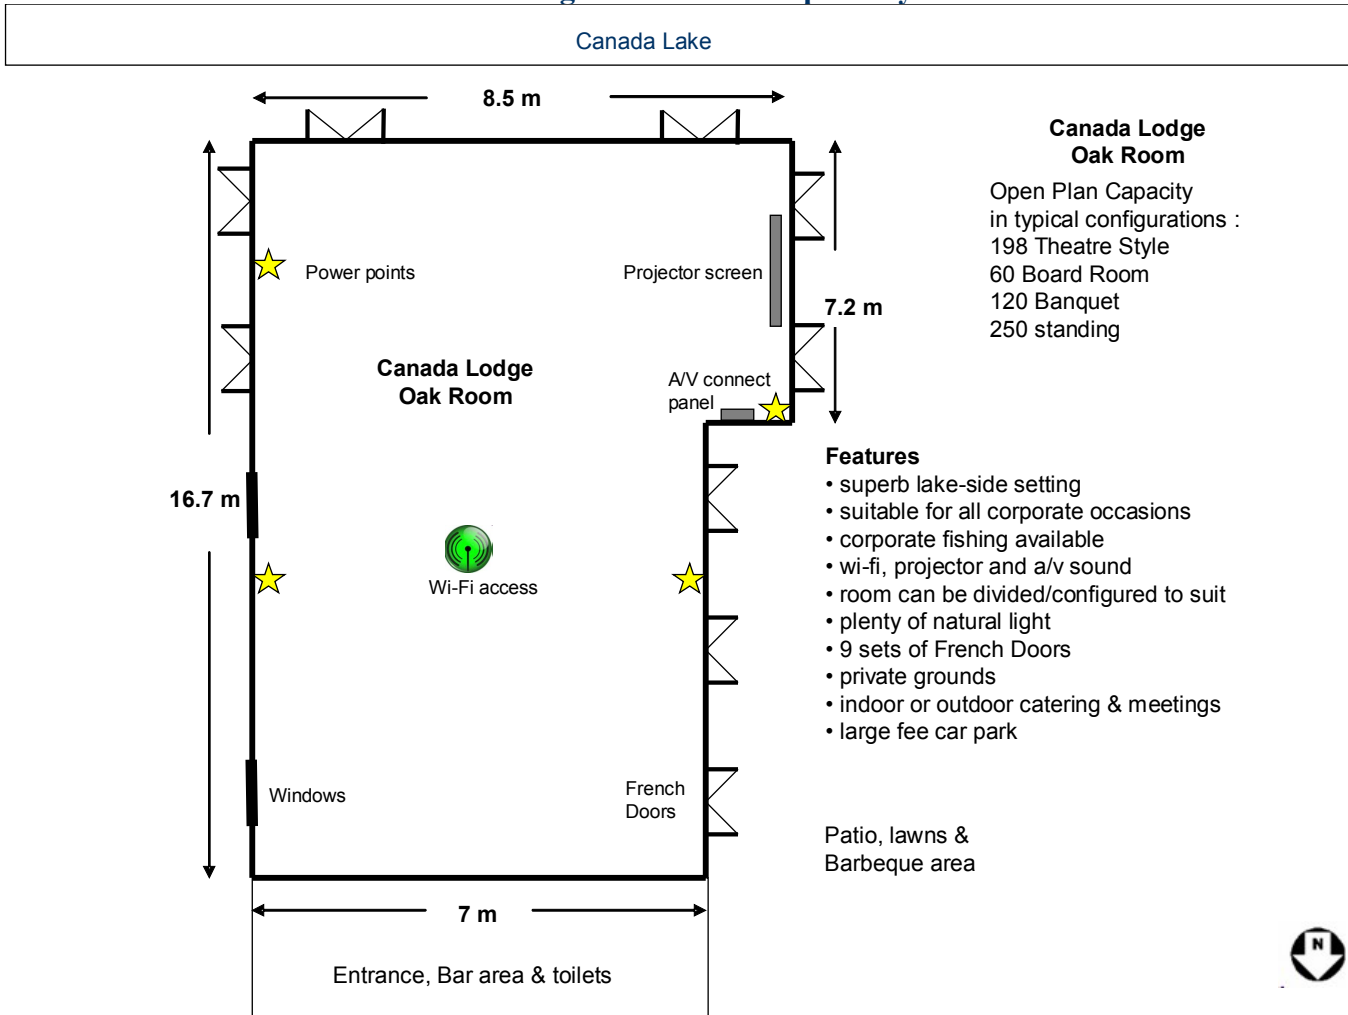 Canada Lake
8.5 m
Canada Lodge
Oak Room
Open Plan Capacity
in typical configurations :
198 Theatre Style
60 Board Room
120 Banquet
250 standing
Power points
Projector screen
7.2 m
Canada Lodge
Oak Room
A/V connect
panel
Features
• superb lake-side setting
• suitable for all corporate occasions
• corporate fishing available
• wi-fi, projector and a/v sound
• room can be divided/configured to suit
• plenty of natural light
• 9 sets of French Doors
• private grounds
• indoor or outdoor catering & meetings
• large fee car park
16.7 m
Wi-Fi access
Windows
French
Doors
Patio, lawns &
Barbeque area
7 m
Entrance, Bar area & toilets
N